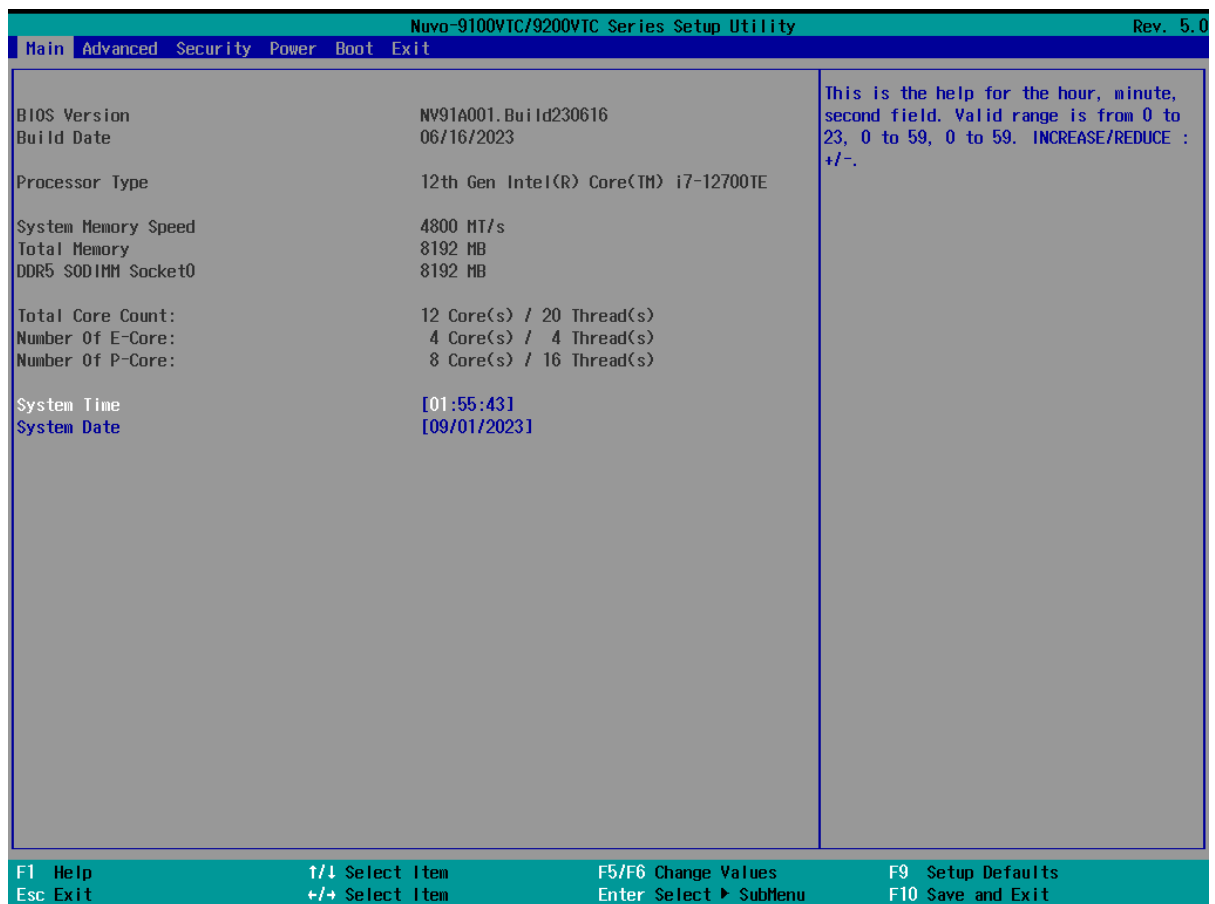 Nuvo-9100VTC/9200VTC Series Setup Utility Rev. 5.0
Main Advanced Security Power Boot Exit
BIOS Version NV91A001.Build230616
Build Date 06/16/2023
Processor Type 12th Gen Intel(R) Core(TM) i7-12700TE
System Memory Speed 4800 MT/s
Total Memory 8192 MB
DDR5 SODIMM Socket0 8192 MB
Total Core Count: 12 Core(s) / 20 Thread(s)
Number Of E-Core: 4 Core(s) / 4 Thread(s)
Number Of P-Core: 8 Core(s) / 16 Thread(s)
System Time [01:55:43]
System Date [09/01/2023]
This is the help for the hour, minute,
second field. Valid range is from 0 to
23, 0 to 59, 0 to 59. INCREASE/REDUCE :
+/-.
F1 Help ↑/↓ Select Item F5/F6 Change Values F9 Setup Defaults
Esc Exit ←/→ Select Item Enter Select ▶ SubMenu F10 Save and Exit